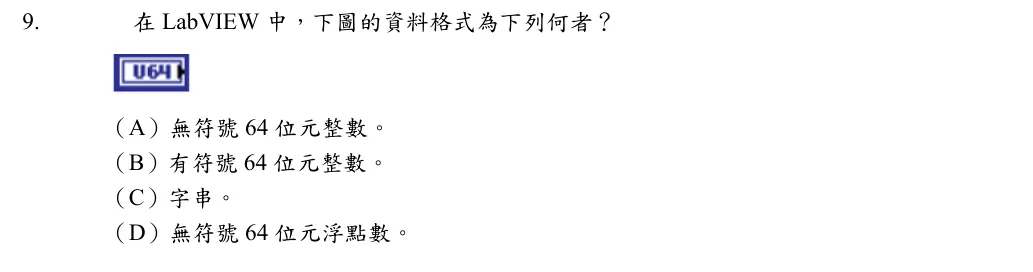 9. 在 LabVIEW 中，下圖的資料格式為下列何者？
U64
（A）無符號 64 位元整數。
（B）有符號 64 位元整數。
（C）字串。
（D）無符號 64 位元浮點數。